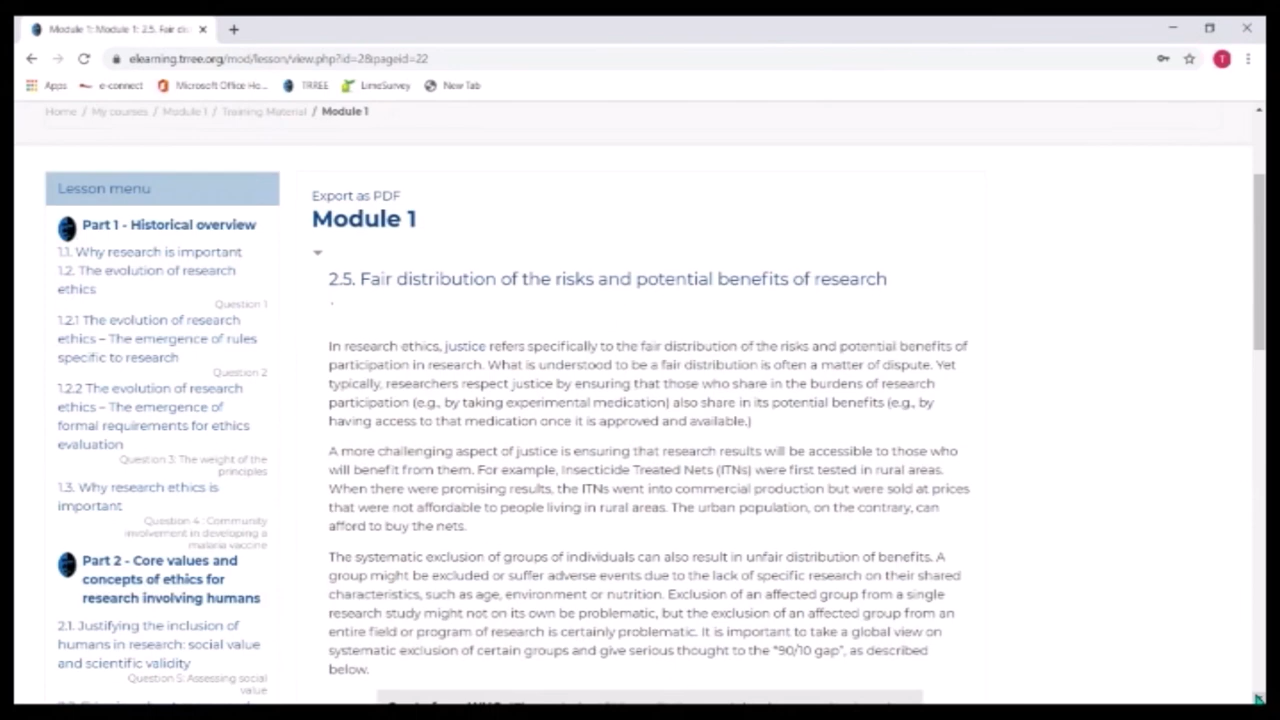 Module 1: Module 1: 2.5. Fair dis
elearning.trree.org/mod/lesson/view.php?id=2&pageid=22
Apps
e-connect
Microsoft Office Ho...
TRREE
LimeSurvey
New Tab
T
Home / My courses / Module 1 / Training Material / Module 1
Lesson menu
Part 1 - Historical overview
1.1. Why research is important
1.2. The evolution of research
ethics
Question 1
1.2.1 The evolution of research
ethics – The emergence of rules
specific to research
Question 2
1.2.2 The evolution of research
ethics – The emergence of
formal requirements for ethics
evaluation
Question 3: The weight of the
principles
1.3. Why research ethics is
important
Question 4 : Community
involvement in developing a
malaria vaccine
Part 2 - Core values and
concepts of ethics for
research involving humans
2.1. Justifying the inclusion of
humans in research: social value
and scientific validity
Question 5: Assessing social
value
Export as PDF
Module 1
2.5. Fair distribution of the risks and potential benefits of research
.
In research ethics, justice refers specifically to the fair distribution of the risks and potential benefits of
participation in research. What is understood to be a fair distribution is often a matter of dispute. Yet
typically, researchers respect justice by ensuring that those who share in the burdens of research
participation (e.g., by taking experimental medication) also share in its potential benefits (e.g., by
having access to that medication once it is approved and available.)
A more challenging aspect of justice is ensuring that research results will be accessible to those who
will benefit from them. For example, Insecticide Treated Nets (ITNs) were first tested in rural areas.
When there were promising results, the ITNs went into commercial production but were sold at prices
that were not affordable to people living in rural areas. The urban population, on the contrary, can
afford to buy the nets.
The systematic exclusion of groups of individuals can also result in unfair distribution of benefits. A
group might be excluded or suffer adverse events due to the lack of specific research on their shared
characteristics, such as age, environment or nutrition. Exclusion of an affected group from a single
research study might not on its own be problematic, but the exclusion of an affected group from an
entire field or program of research is certainly problematic. It is important to take a global view on
systematic exclusion of certain groups and give serious thought to the "90/10 gap", as described
below.